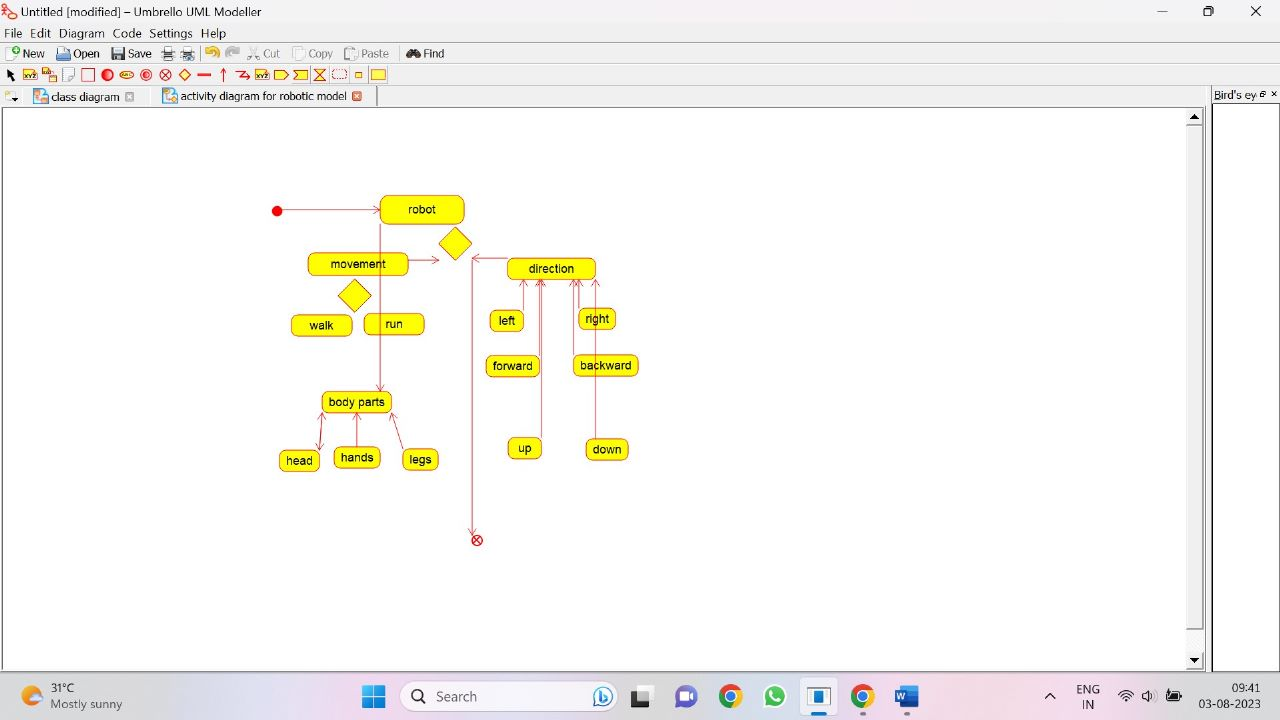 Untitled [modified] – Umbrello UML Modeller
File Edit Diagram Code Settings Help
New Open Save Cut Copy Paste Find
class diagram activity diagram for robotic model Bird's ey
robot
movement
direction
walk run left right
forward backward
body parts
head hands legs up down
31°C
Mostly sunny
Search
ENG
IN
09:41
03-08-2023